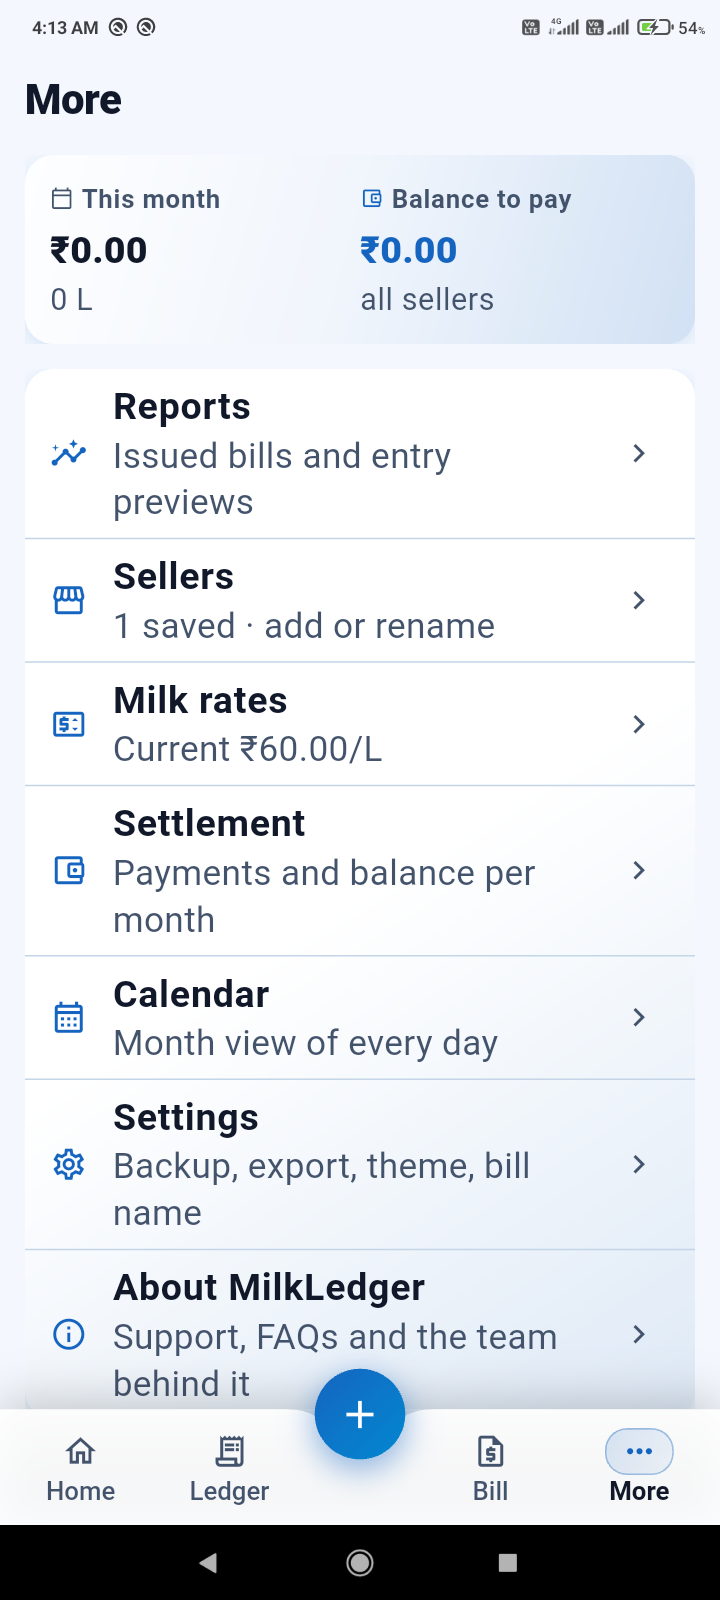 4:13 AM 4G 54%
More
This month
₹0.00
0 L
Balance to pay
₹0.00
all sellers
Reports
Issued bills and entry
previews
Sellers
1 saved · add or rename
Milk rates
Current ₹60.00/L
Settlement
Payments and balance per
month
Calendar
Month view of every day
Settings
Backup, export, theme, bill
name
About MilkLedger
Support, FAQs and the team
behind it
Home
Ledger
Bill
More